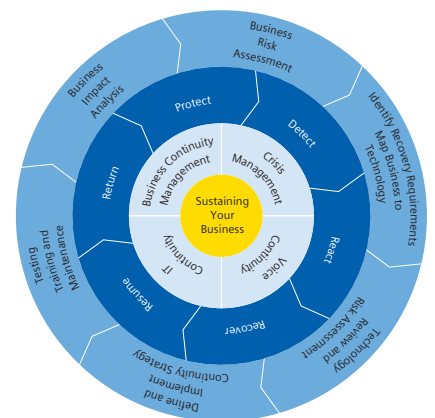 Business
Risk
Assessment
Identify Recovery Requirements
Map Business to
Technology
Technology
Review and
Risk Assessment
Define and
Implement
Continuity Strategy
Testing
Training and
Maintenance
Business
Impact
Analysis
Protect
Detect
React
Recover
Resume
Return
Business Continuity
Management
Crisis
Management
Voice
Continuity
IT
Continuity
Sustaining
Your
Business